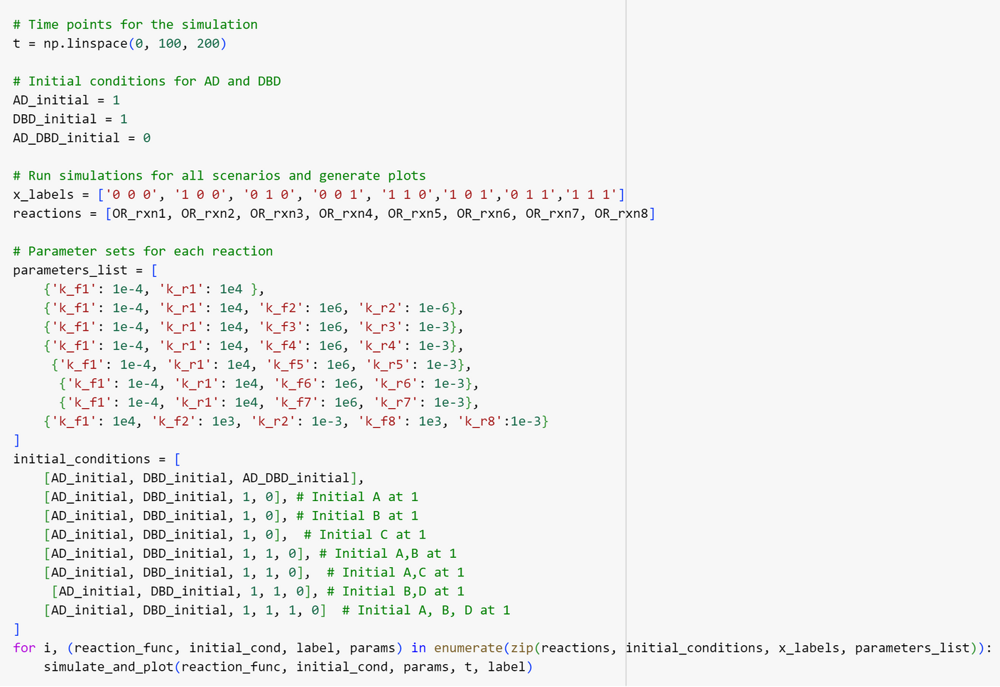 # Time points for the simulation
t = np.linspace(0, 100, 200)
# Initial conditions for AD and DBD
AD_initial = 1
DBD_initial = 1
AD_DBD_initial = 0
# Run simulations for all scenarios and generate plots
x_labels = ['0 0 0', '1 0 0', '0 1 0', '0 0 1', '1 1 0','1 0 1','0 1 1','1 1 1']
reactions = [OR_rxn1, OR_rxn2, OR_rxn3, OR_rxn4, OR_rxn5, OR_rxn6, OR_rxn7, OR_rxn8]
# Parameter sets for each reaction
parameters_list = [
    {'k_f1': 1e-4, 'k_r1': 1e4 },
    {'k_f1': 1e-4, 'k_r1': 1e4, 'k_f2': 1e6, 'k_r2': 1e-6},
    {'k_f1': 1e-4, 'k_r1': 1e4, 'k_f3': 1e6, 'k_r3': 1e-3},
    {'k_f1': 1e-4, 'k_r1': 1e4, 'k_f4': 1e6, 'k_r4': 1e-3},
     {'k_f1': 1e-4, 'k_r1': 1e4, 'k_f5': 1e6, 'k_r5': 1e-3},
      {'k_f1': 1e-4, 'k_r1': 1e4, 'k_f6': 1e6, 'k_r6': 1e-3},
      {'k_f1': 1e-4, 'k_r1': 1e4, 'k_f7': 1e6, 'k_r7': 1e-3},
    {'k_f1': 1e4, 'k_f2': 1e3, 'k_r2': 1e-3, 'k_f8': 1e3, 'k_r8':1e-3}
]
initial_conditions = [
    [AD_initial, DBD_initial, AD_DBD_initial],
    [AD_initial, DBD_initial, 1, 0], # Initial A at 1
    [AD_initial, DBD_initial, 1, 0], # Initial B at 1
    [AD_initial, DBD_initial, 1, 0],  # Initial C at 1
    [AD_initial, DBD_initial, 1, 1, 0], # Initial A,B at 1
    [AD_initial, DBD_initial, 1, 1, 0],  # Initial A,C at 1
     [AD_initial, DBD_initial, 1, 1, 0], # Initial B,D at 1
    [AD_initial, DBD_initial, 1, 1, 1, 0]  # Initial A, B, D at 1
]
for i, (reaction_func, initial_cond, label, params) in enumerate(zip(reactions, initial_conditions, x_labels, parameters_list)):
    simulate_and_plot(reaction_func, initial_cond, params, t, label)